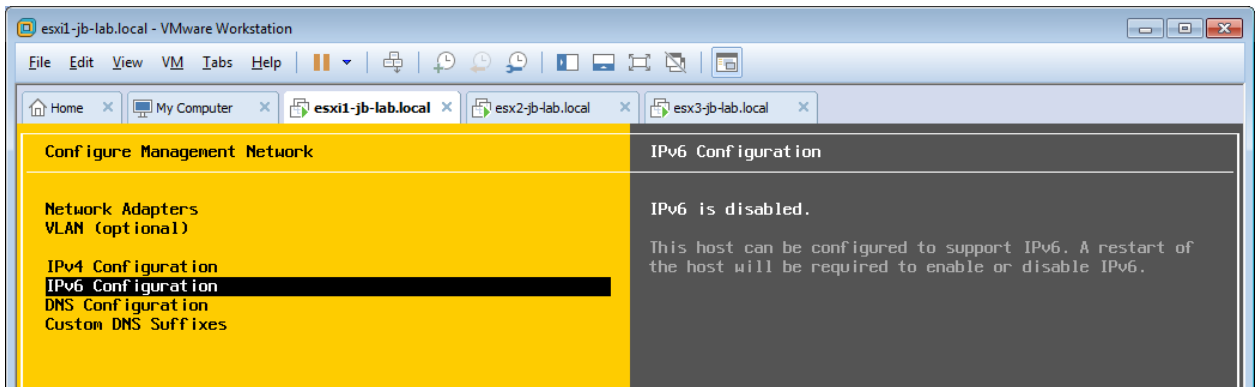 esxi1-jb-lab.local - VMware Workstation
File Edit View VM Tabs Help
Home My Computer esxi1-jb-lab.local esx2-jb-lab.local esx3-jb-lab.local
Configure Management Network
Network Adapters
VLAN (optional)
IPv4 Configuration
IPv6 Configuration
DNS Configuration
Custom DNS Suffixes
IPv6 Configuration
IPv6 is disabled.
This host can be configured to support IPv6. A restart of
the host will be required to enable or disable IPv6.